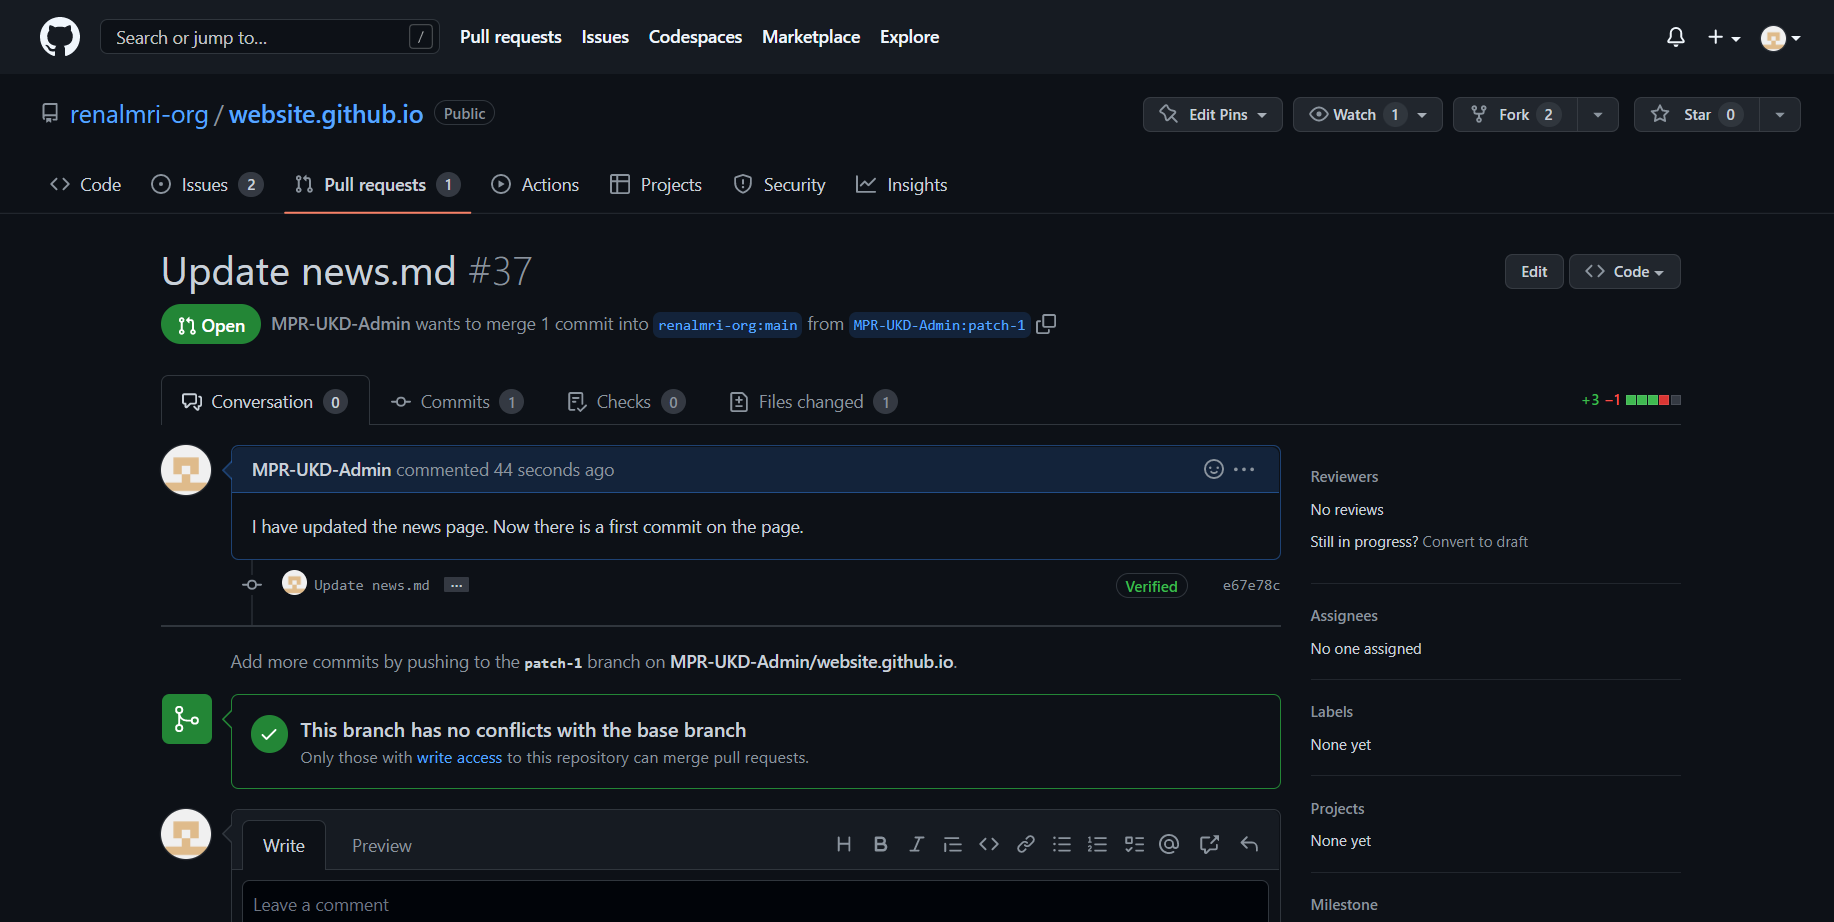 Search or jump to... /
Pull requests Issues Codespaces Marketplace Explore
renalmri-org / website.github.io Public
Edit Pins Watch 1 Fork 2 Star 0
Code Issues 2 Pull requests 1 Actions Projects Security Insights
Update news.md #37
Edit Code
Open MPR-UKD-Admin wants to merge 1 commit into renalmri-org:main from MPR-UKD-Admin:patch-1
Conversation 0 Commits 1 Checks 0 Files changed 1
+3 −1
MPR-UKD-Admin commented 44 seconds ago
I have updated the news page. Now there is a first commit on the page.
Update news.md ... Verified e67e78c
Add more commits by pushing to the patch-1 branch on MPR-UKD-Admin/website.github.io.
This branch has no conflicts with the base branch
Only those with write access to this repository can merge pull requests.
Write Preview
Leave a comment
Reviewers
No reviews
Still in progress? Convert to draft
Assignees
No one assigned
Labels
None yet
Projects
None yet
Milestone